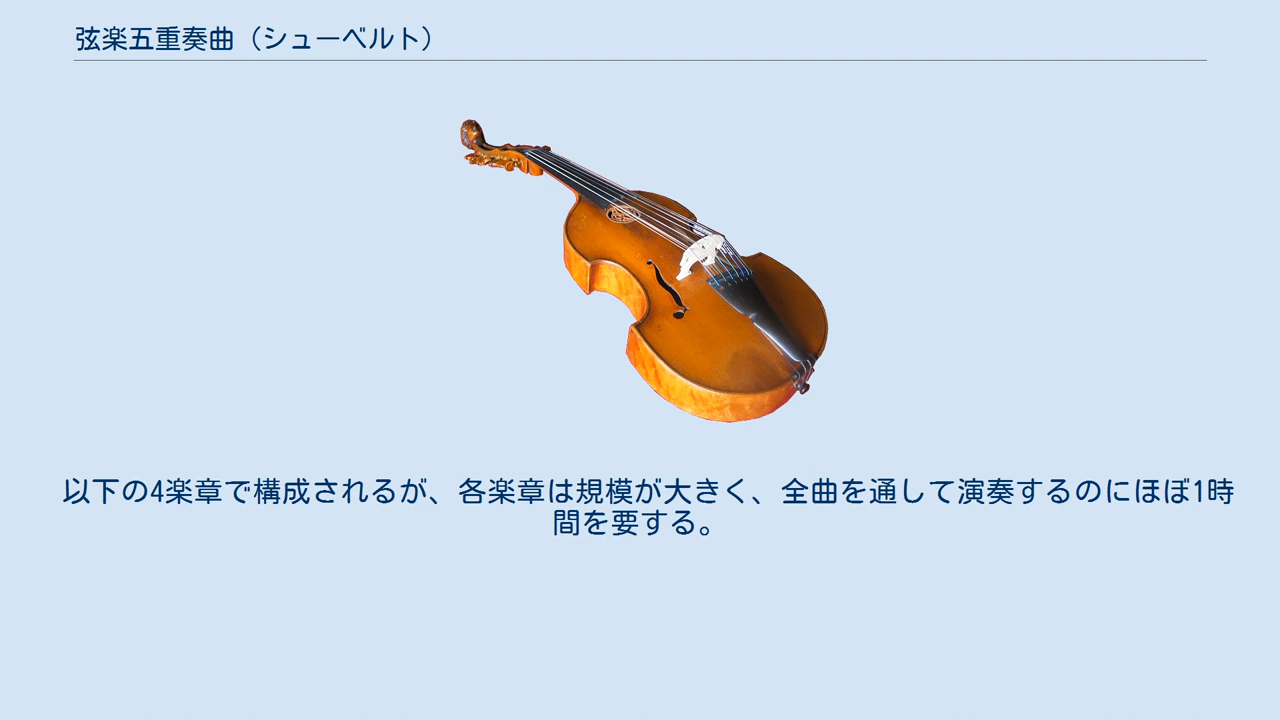 弦楽五重奏曲（シューベルト）
以下の4楽章で構成されるが、各楽章は規模が大きく、全曲を通して演奏するのにほぼ1時
間を要する。